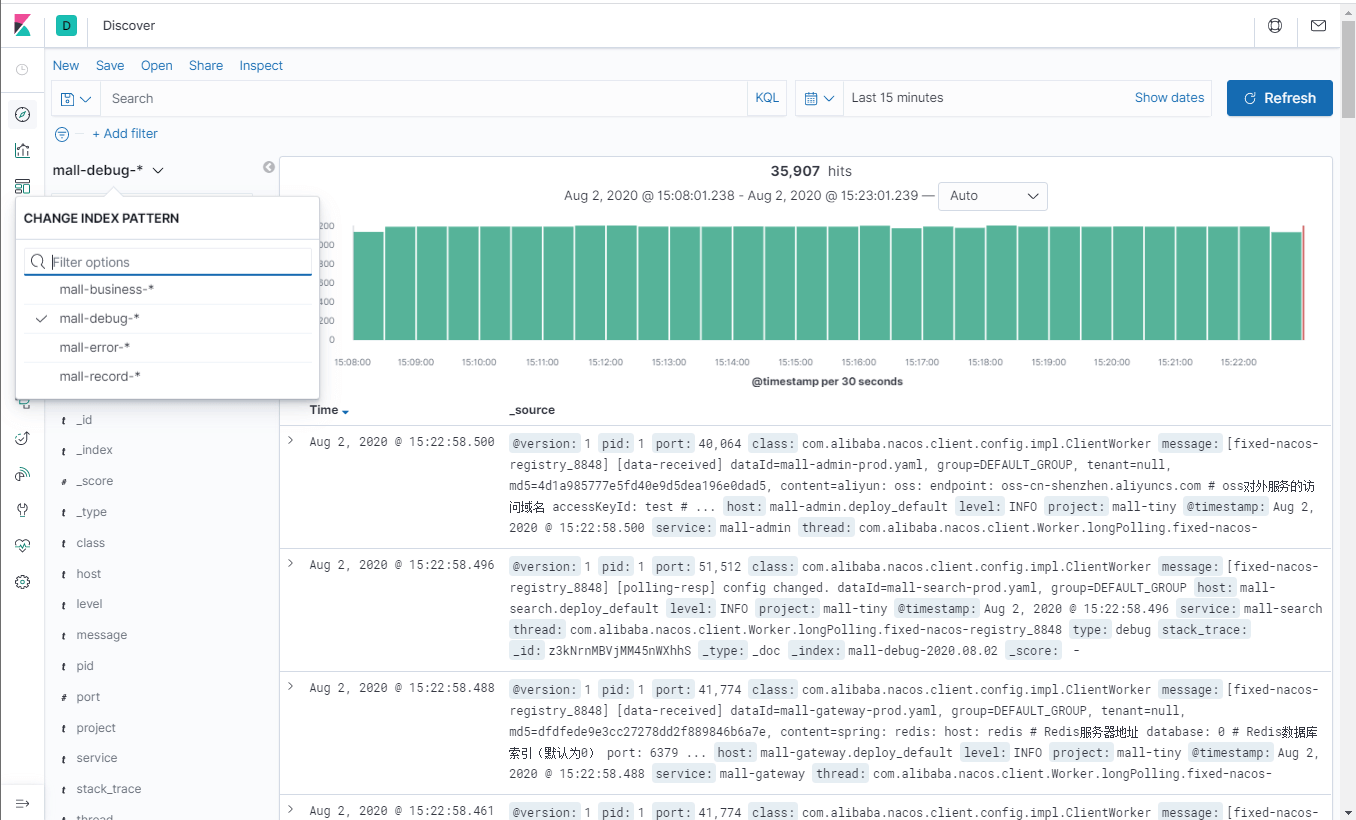 D
Discover
New Save Open Share Inspect
Search
KQL
Last 15 minutes
Show dates
Refresh
+ Add filter
mall-debug-*
CHANGE INDEX PATTERN
Filter options
mall-business-*
mall-debug-*
mall-error-*
mall-record-*
t _id
t _index
# _score
t _type
t class
t host
t level
t message
t pid
# port
t project
t service
t stack_trace
t thread
35,907 hits
Aug 2, 2020 @ 15:08:01.238 - Aug 2, 2020 @ 15:23:01.239 —
Auto
200
000
800
600
400
200
0
15:08:00 15:09:00 15:10:00 15:11:00 15:12:00 15:13:00 15:14:00 15:15:00 15:16:00 15:17:00 15:18:00 15:19:00 15:20:00 15:21:00 15:22:00
@timestamp per 30 seconds
Time _source
Aug 2, 2020 @ 15:22:58.500
@version: 1 pid: 1 port: 40,064 class: com.alibaba.nacos.client.config.impl.ClientWorker message: [fixed-nacos-
registry_8848] [data-received] dataId=mall-admin-prod.yaml, group=DEFAULT_GROUP, tenant=null,
md5=4d1a985777e5fd40e9d5dea196e0dad5, content=aliyun: oss: endpoint: oss-cn-shenzhen.aliyuncs.com # oss对外服务的访
问域名 accessKeyId: test # ... host: mall-admin.deploy_default level: INFO project: mall-tiny @timestamp: Aug 2,
2020 @ 15:22:58.500 service: mall-admin thread: com.alibaba.nacos.client.Worker.longPolling.fixed-nacos-
Aug 2, 2020 @ 15:22:58.496
@version: 1 pid: 1 port: 51,512 class: com.alibaba.nacos.client.config.impl.ClientWorker message: [fixed-nacos-
registry_8848] [polling-resp] config changed. dataId=mall-search-prod.yaml, group=DEFAULT_GROUP host: mall-
search.deploy_default level: INFO project: mall-tiny @timestamp: Aug 2, 2020 @ 15:22:58.496 service: mall-search
thread: com.alibaba.nacos.client.Worker.longPolling.fixed-nacos-registry_8848 type: debug stack_trace:
_id: z3kNrnMBVjMM45nWXhhS _type: _doc _index: mall-debug-2020.08.02 _score: -
Aug 2, 2020 @ 15:22:58.488
@version: 1 pid: 1 port: 41,774 class: com.alibaba.nacos.client.config.impl.ClientWorker message: [fixed-nacos-
registry_8848] [data-received] dataId=mall-gateway-prod.yaml, group=DEFAULT_GROUP, tenant=null,
md5=dfdfede9e3cc27278dd2f889846b6a7e, content=spring: redis: host: redis # Redis服务器地址 database: 0 # Redis数据库
索引（默认为0） port: 6379 ... host: mall-gateway.deploy_default level: INFO project: mall-tiny @timestamp: Aug 2,
2020 @ 15:22:58.488 service: mall-gateway thread: com.alibaba.nacos.client.Worker.longPolling.fixed-nacos-
Aug 2, 2020 @ 15:22:58.461
@version: 1 pid: 1 port: 41,774 class: com.alibaba.nacos.client.config.impl.ClientWorker message: [fixed-nacos-